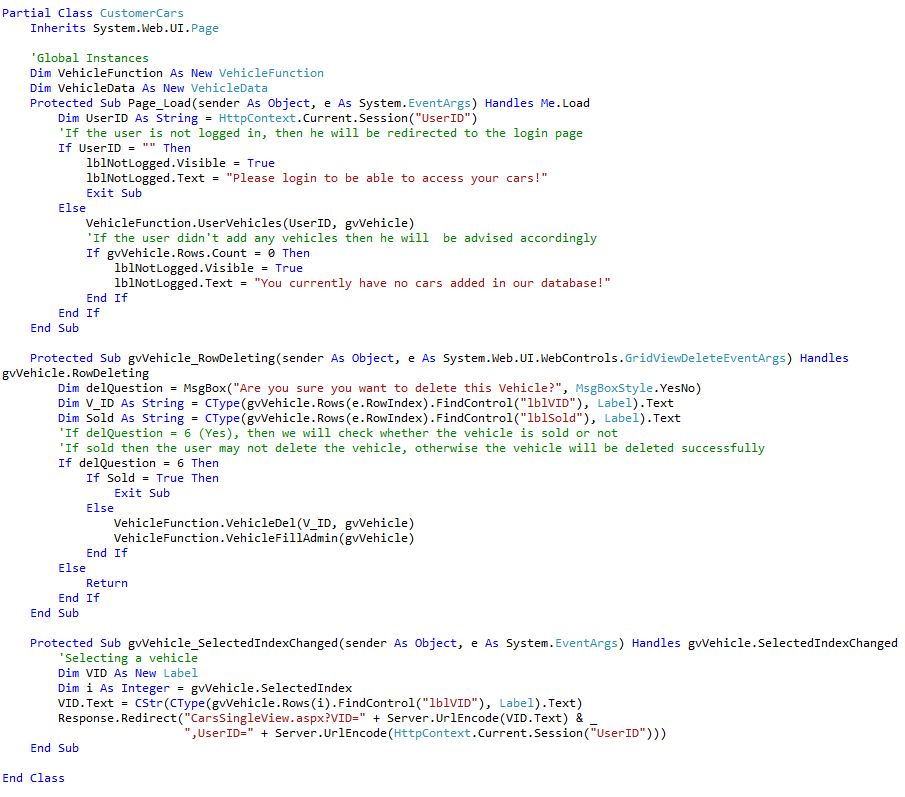 Partial Class CustomerCars
    Inherits System.Web.UI.Page

    'Global Instances
    Dim VehicleFunction As New VehicleFunction
    Dim VehicleData As New VehicleData
    Protected Sub Page_Load(sender As Object, e As System.EventArgs) Handles Me.Load
        Dim UserID As String = HttpContext.Current.Session("UserID")
        'If the user is not logged in, then he will be redirected to the login page
        If UserID = "" Then
            lblNotLogged.Visible = True
            lblNotLogged.Text = "Please login to be able to access your cars!"
            Exit Sub
        Else
            VehicleFunction.UserVehicles(UserID, gvVehicle)
            'If the user didn't add any vehicles then he will  be advised accordingly
            If gvVehicle.Rows.Count = 0 Then
                lblNotLogged.Visible = True
                lblNotLogged.Text = "You currently have no cars added in our database!"
            End If
        End If
    End Sub

    Protected Sub gvVehicle_RowDeleting(sender As Object, e As System.Web.UI.WebControls.GridViewDeleteEventArgs) Handles
gvVehicle.RowDeleting
        Dim delQuestion = MsgBox("Are you sure you want to delete this Vehicle?", MsgBoxStyle.YesNo)
        Dim V_ID As String = CType(gvVehicle.Rows(e.RowIndex).FindControl("lblVID"), Label).Text
        Dim Sold As String = CType(gvVehicle.Rows(e.RowIndex).FindControl("lblSold"), Label).Text
        'If delQuestion = 6 (Yes), then we will check whether the vehicle is sold or not
        'If sold then the user may not delete the vehicle, otherwise the vehicle will be deleted successfully
        If delQuestion = 6 Then
            If Sold = True Then
                Exit Sub
            Else
                VehicleFunction.VehicleDel(V_ID, gvVehicle)
                VehicleFunction.VehicleFillAdmin(gvVehicle)
            End If
        Else
            Return
        End If
    End Sub

    Protected Sub gvVehicle_SelectedIndexChanged(sender As Object, e As System.EventArgs) Handles gvVehicle.SelectedIndexChanged
        'Selecting a vehicle
        Dim VID As New Label
        Dim i As Integer = gvVehicle.SelectedIndex
        VID.Text = CStr(CType(gvVehicle.Rows(i).FindControl("lblVID"), Label).Text)
        Response.Redirect("CarsSingleView.aspx?VID=" + Server.UrlEncode(VID.Text) & _
                          ",UserID=" + Server.UrlEncode(HttpContext.Current.Session("UserID")))
    End Sub

End Class